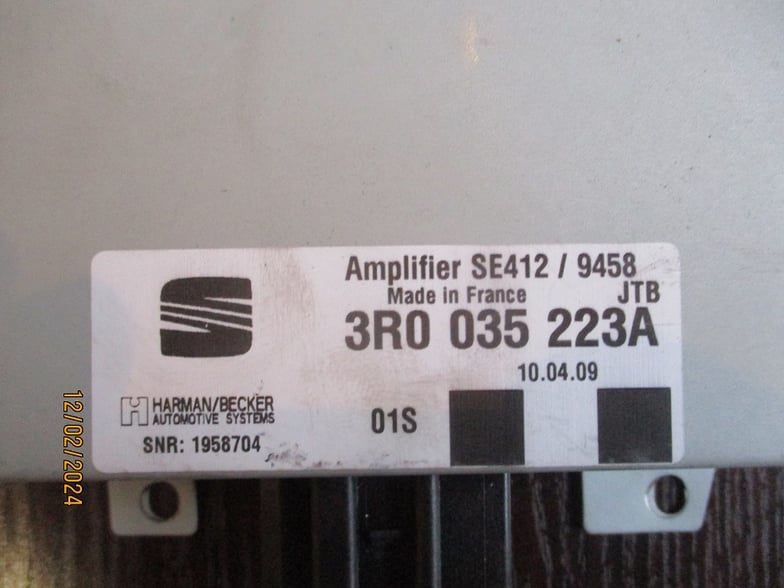 Amplifier SE412 / 9458
Made in France JTB
3R0 035 223A
10.04.09
HARMAN/BECKER
AUTOMOTIVE SYSTEMS
01S
SNR: 1958704
12/02/2024